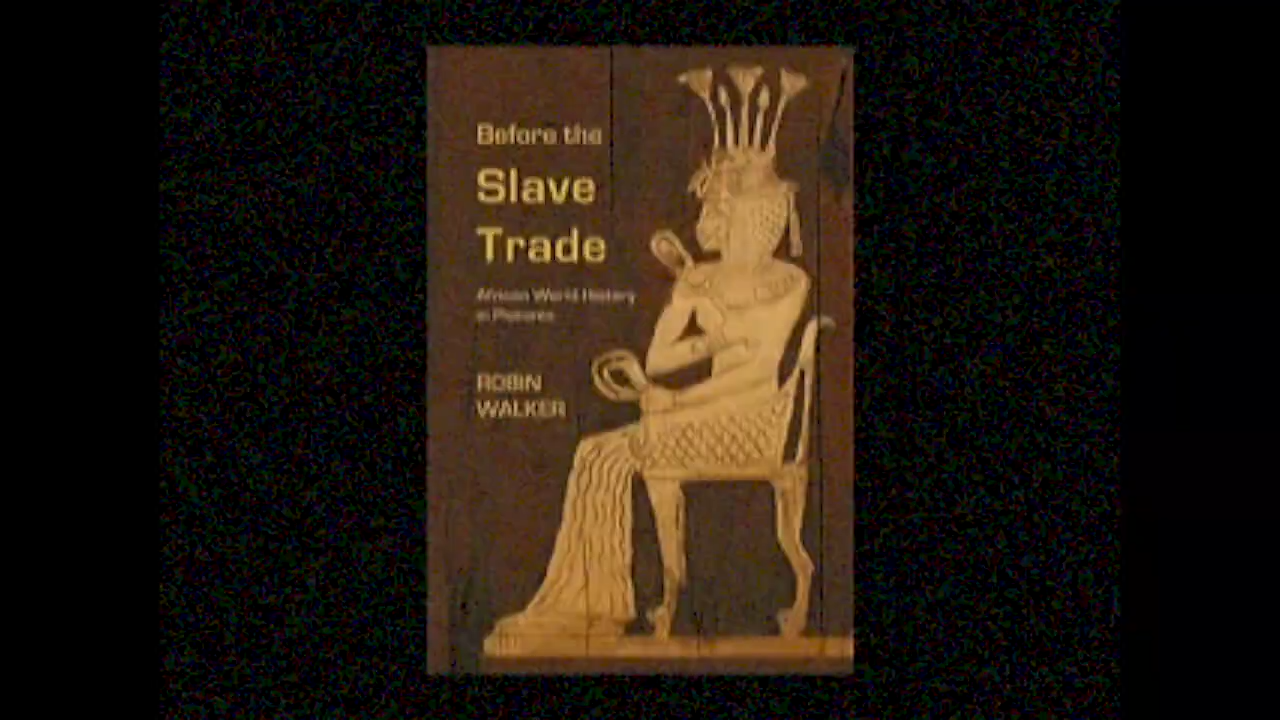 Before the
Slave
Trade
African World History
in Pictures
ROBIN
WALKER